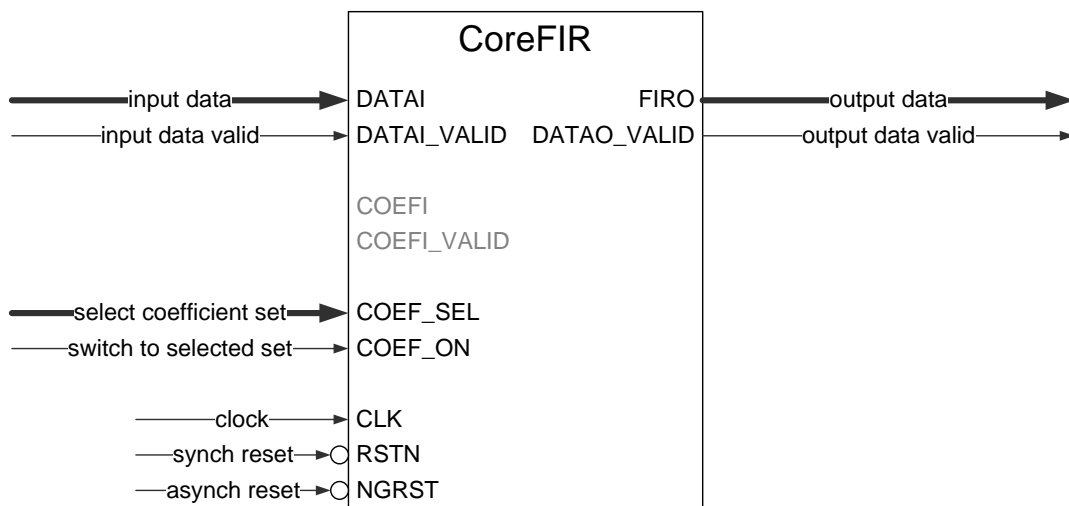 CoreFIR
input data DATAI FIRO output data
input data valid DATAI_VALID DATAO_VALID output data valid
COEFI
COEFI_VALID
select coefficient set COEF_SEL
switch to selected set COEF_ON
clock CLK
synch reset RSTN
asynch reset NGRST